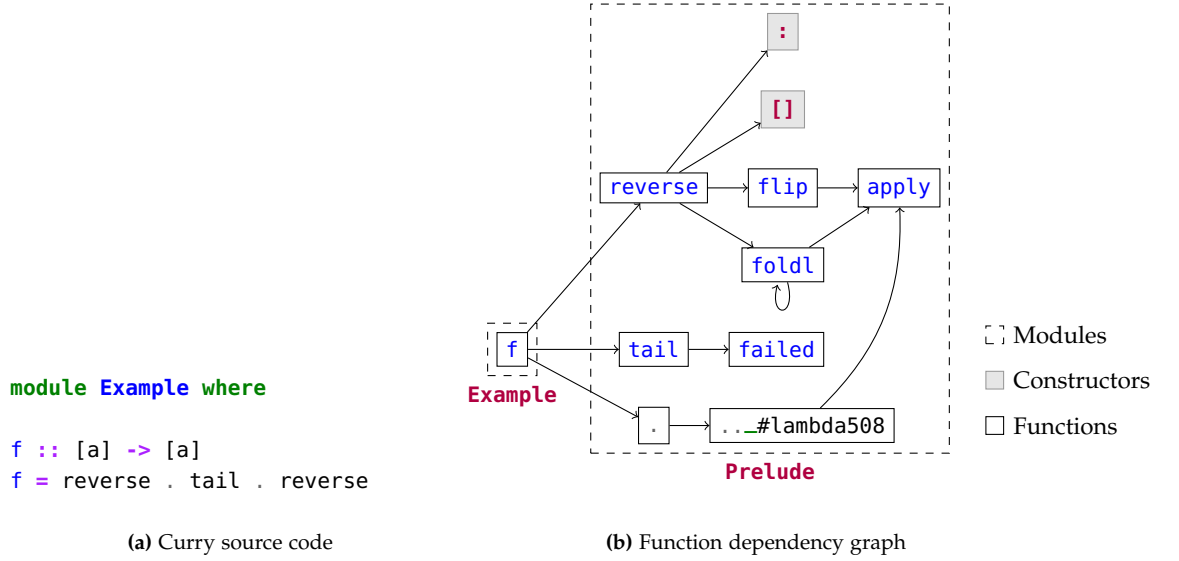 :
[]
reverse
flip
apply
foldl
f
tail
failed
Example
.
.._#lambda508
Prelude
Modules
Constructors
Functions
module Example where
f :: [a] -> [a]
f = reverse . tail . reverse
(a) Curry source code
(b) Function dependency graph